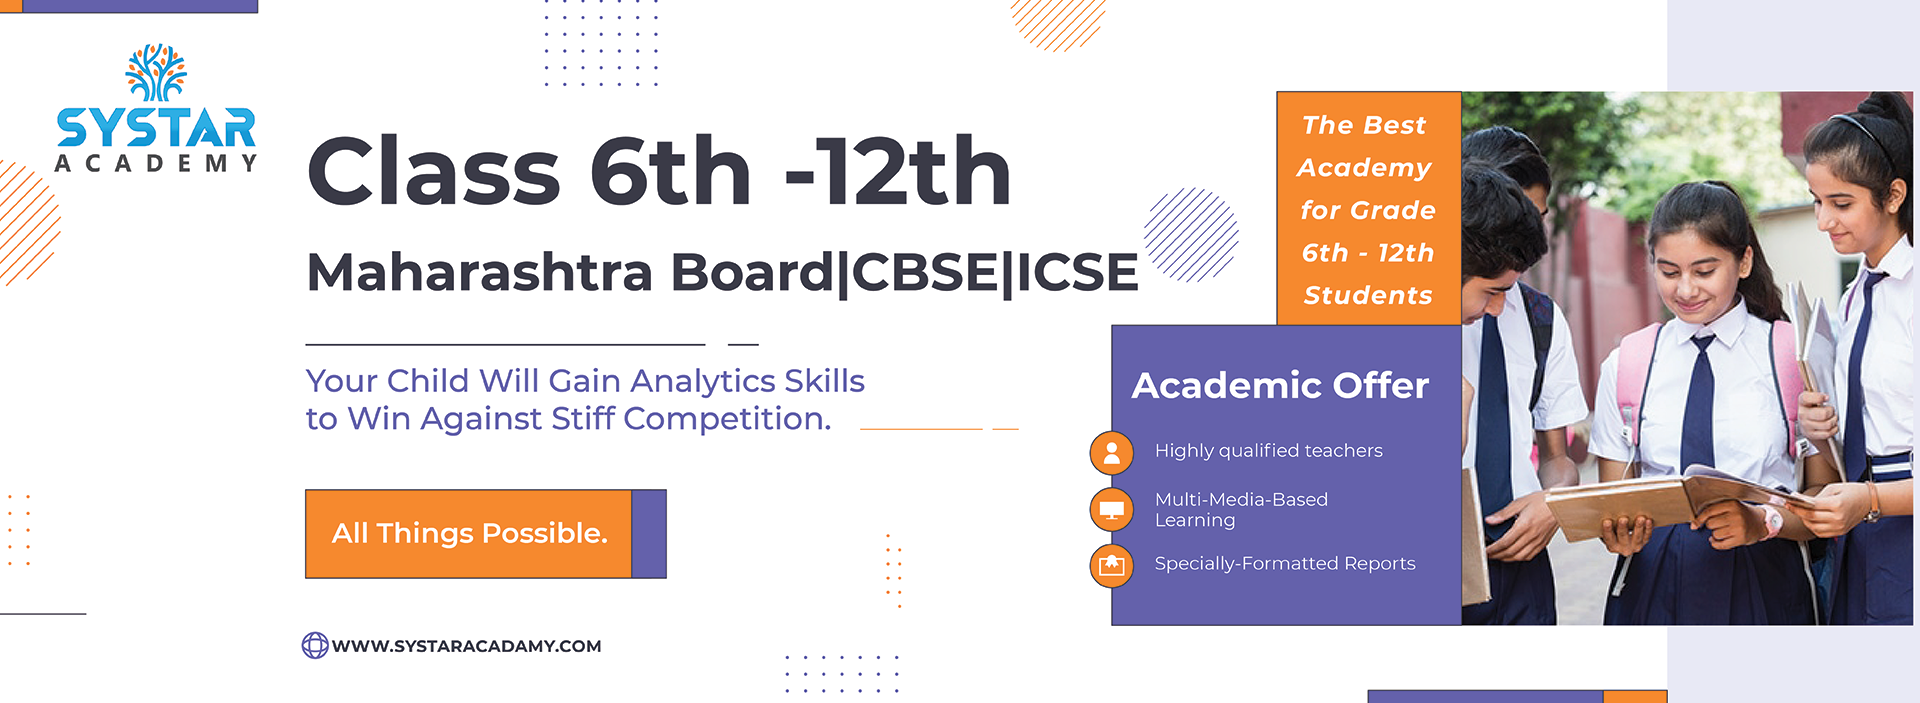 SYSTAR
ACADEMY
Class 6th -12th
Maharashtra Board|CBSE|ICSE
Your Child Will Gain Analytics Skills
to Win Against Stiff Competition.
All Things Possible.
WWW.SYSTARACADAMY.COM
The Best
Academy
for Grade
6th - 12th
Students
Academic Offer
Highly qualified teachers
Multi-Media-Based
Learning
Specially-Formatted Reports